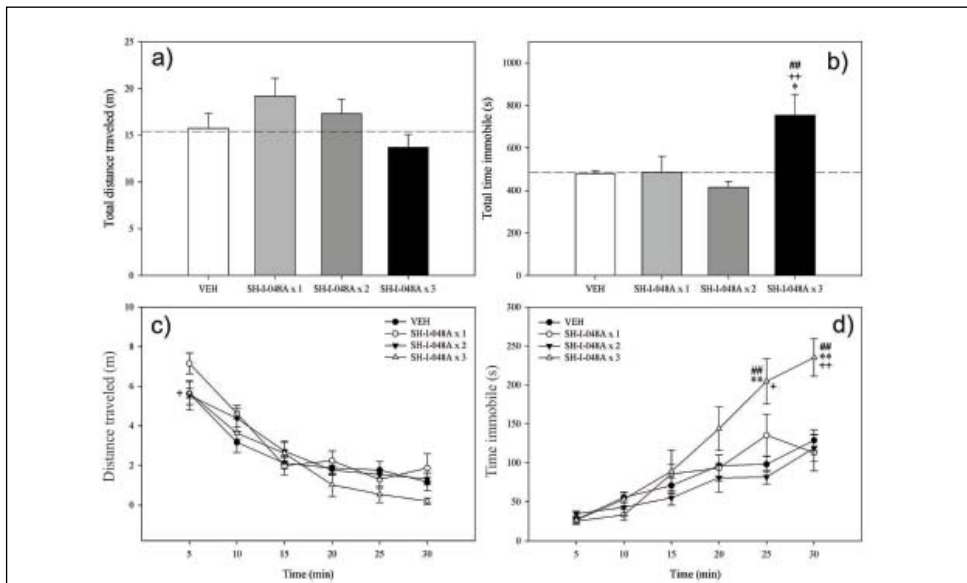 a)
Total distance traveled (m)
25
20
15
10
5
0
VEH SH-I-048A x 1 SH-I-048A x 2 SH-I-048A x 3
b)
Total time immobile (s)
1000
800
600
400
200
0
##
++
*
VEH SH-I-048A x 1 SH-I-048A x 2 SH-I-048A x 3
c)
Distance traveled (m)
10
8
6
4
2
0
+
VEH
SH-I-048A x 1
SH-I-048A x 2
SH-I-048A x 3
5 10 15 20 25 30
Time (min)
d)
Time immobile (s)
300
250
200
150
100
50
0
VEH
SH-I-048A x 1
SH-I-048A x 2
SH-I-048A x 3
##
**
+
##
**
++
5 10 15 20 25 30
Time (min)